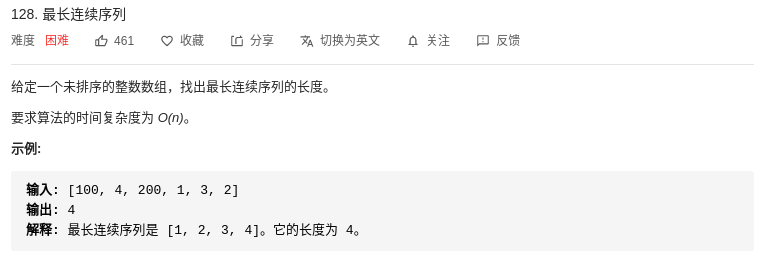 128. 最长连续序列
难度 困难 461 收藏 分享 切换为英文 关注 反馈
给定一个未排序的整数数组，找出最长连续序列的长度。
要求算法的时间复杂度为 O(n)。
示例:
输入: [100, 4, 200, 1, 3, 2]
输出: 4
解释: 最长连续序列是 [1, 2, 3, 4]。它的长度为 4。